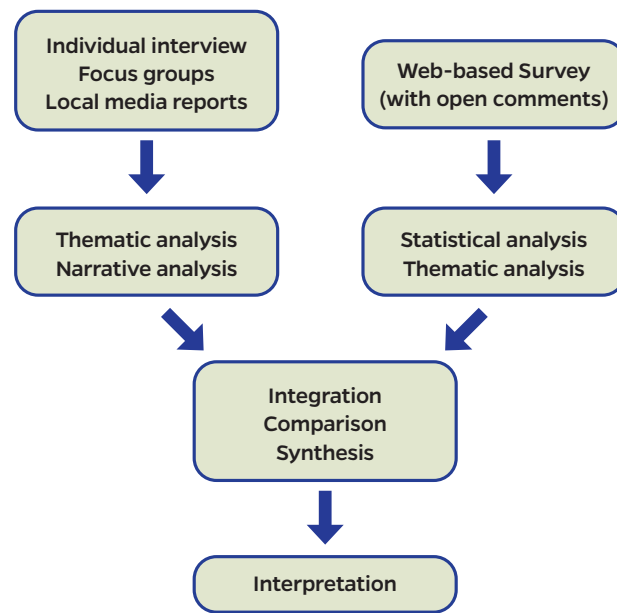 Individual interview
Focus groups
Local media reports
Web-based Survey
(with open comments)
Thematic analysis
Narrative analysis
Statistical analysis
Thematic analysis
Integration
Comparison
Synthesis
Interpretation